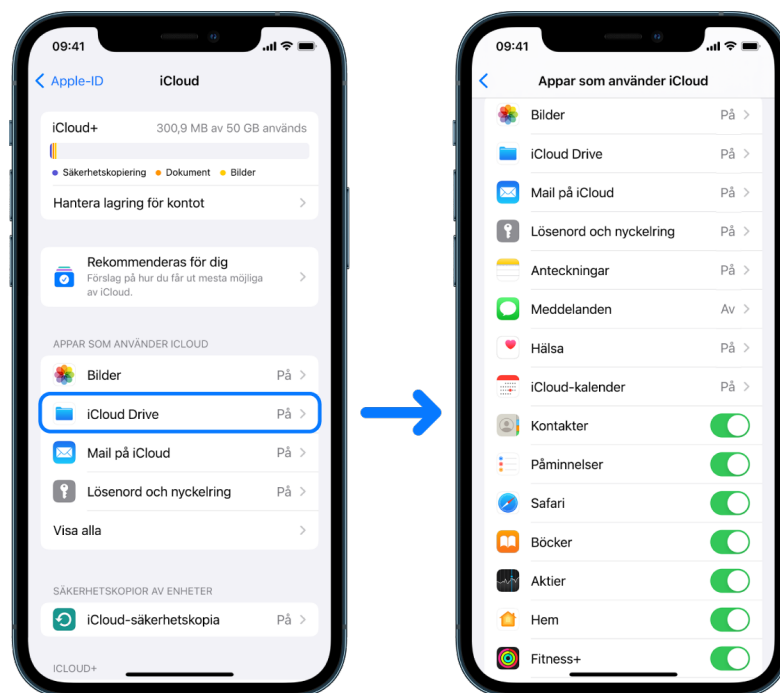 09:41
Apple-ID
iCloud
iCloud+
300,9 MB av 50 GB används
Säkerhetskopiering
Dokument
Bilder
Hantera lagring för kontot
Rekommenderas för dig
Förslag på hur du får ut mesta möjliga
av iCloud.
APPAR SOM ANVÄNDER ICLOUD
Bilder På
iCloud Drive På
Mail på iCloud På
Lösenord och nyckelring På
Visa alla
SÄKERHETSKOPIOR AV ENHETER
iCloud-säkerhetskopia På
ICLOUD+
09:41
Appar som använder iCloud
Bilder På
iCloud Drive På
Mail på iCloud På
Lösenord och nyckelring På
Anteckningar På
Meddelanden Av
Hälsa På
iCloud-kalender På
Kontakter
Påminnelser
Safari
Böcker
Aktier
Hem
Fitness+